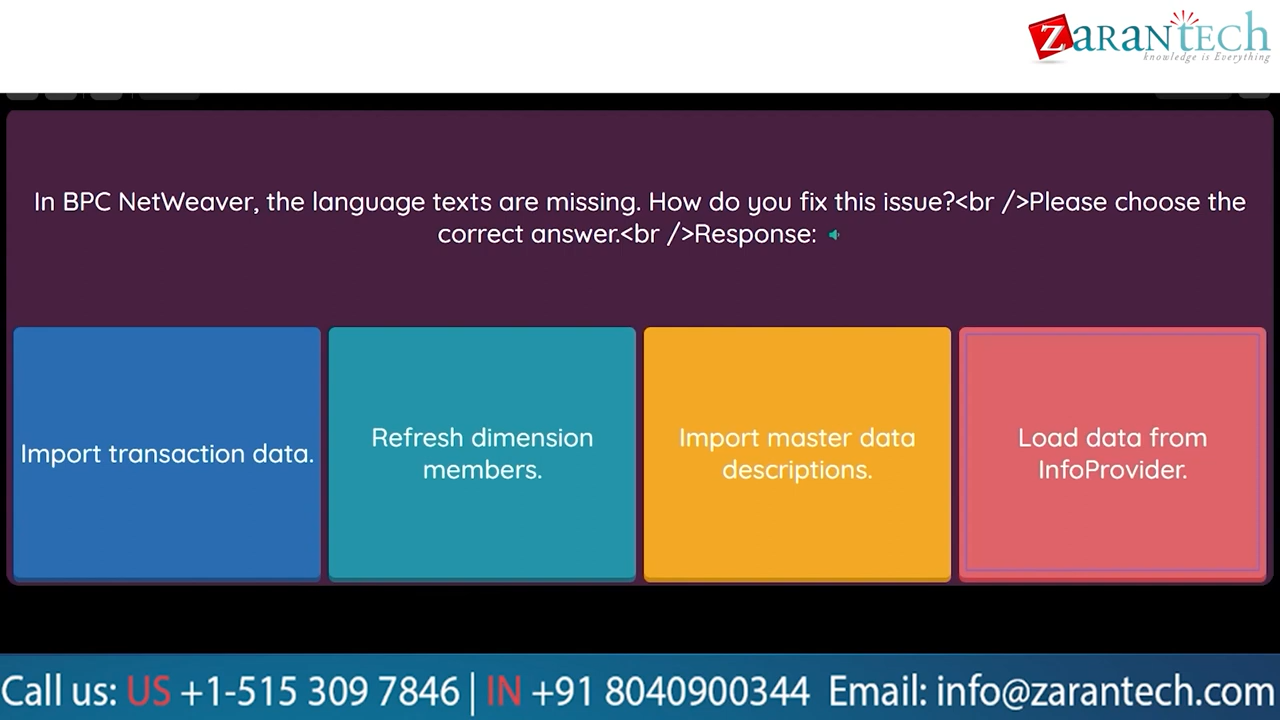 ZARANTECH
knowledge is Everything
In BPC NetWeaver, the language texts are missing. How do you fix this issue?<br />Please choose the
correct answer.<br />Response:
Import transaction data.
Refresh dimension
members.
Import master data
descriptions.
Load data from
InfoProvider.
Call us: US +1-515 309 7846 | IN +91 8040900344 Email: info@zarantech.com